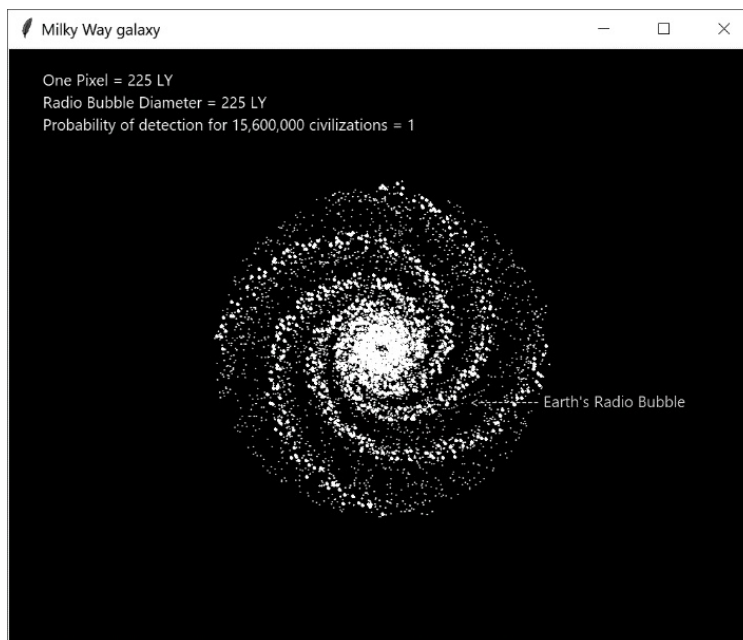 Milky Way galaxy
One Pixel = 225 LY
Radio Bubble Diameter = 225 LY
Probability of detection for 15,600,000 civilizations = 1
<---------- Earth's Radio Bubble